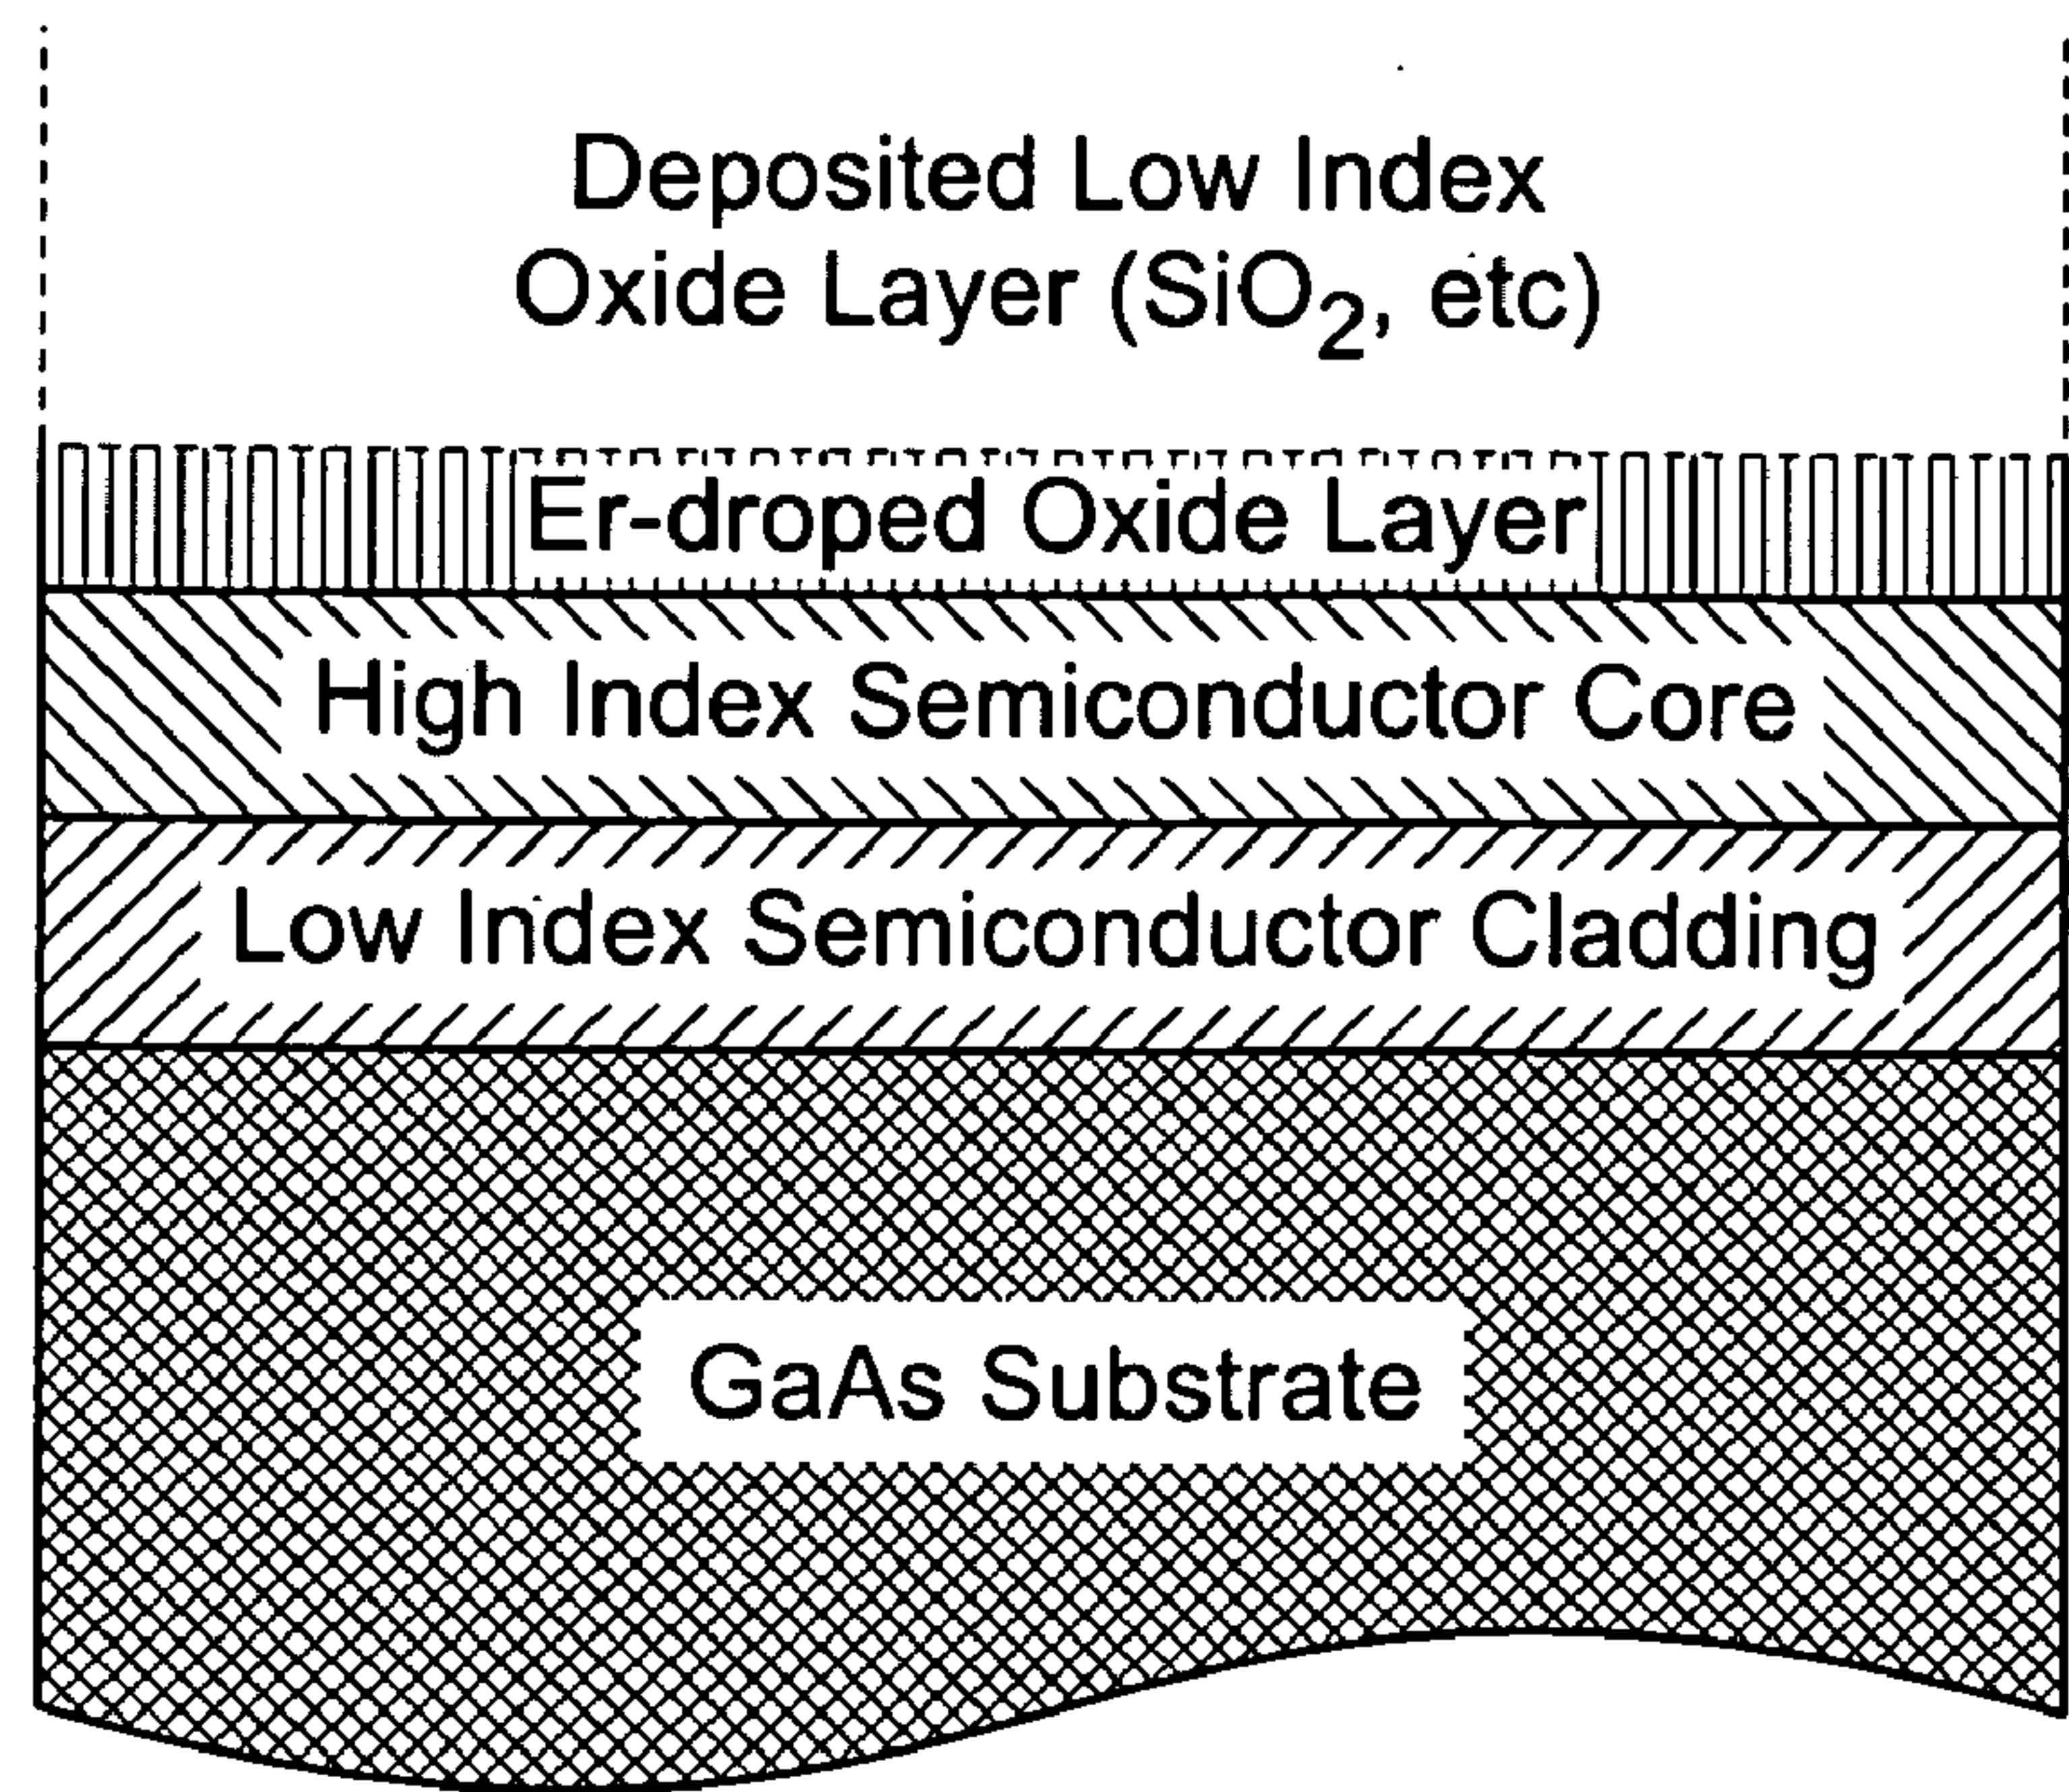 Deposited Low Index
Oxide Layer (SiO₂, etc)
Er-droped Oxide Layer
High Index Semiconductor Core
Low Index Semiconductor Cladding
GaAs Substrate